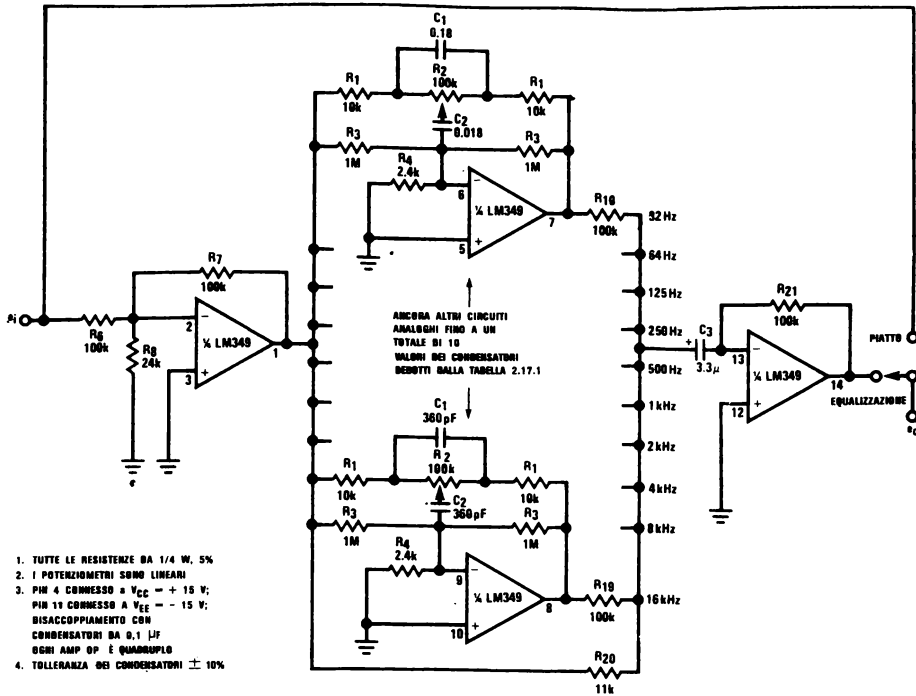 C1
0.18
R2
100k
R1
10k
R1
10k
C2
0.018
R3
1M
R3
1M
R4
2.4k
6
−
¼ LM349
7
5
+
R10
100k
92 Hz
64 Hz
125 Hz
250 Hz
500 Hz
1 kHz
2 kHz
4 kHz
8 kHz
16 kHz
R7
100k
R6
100k
R8
24k
2
−
¼ LM349
1
3
+
ANCORA ALTRI CIRCUITI
ANALOGHI FINO A UN
TOTALE DI 10
VALORI DEI CONDENSATORI
DEDOTTI DALLA TABELLA 2.17.1
+
C3
3.3 µ
R21
100k
13
−
¼ LM349
14
12
+
PIATTO
EQUALIZZAZIONE
C1
360pF
R2
100k
R1
10k
R1
10k
C2
360pF
R3
1M
R3
1M
R4
2.4k
9
−
¼ LM349
8
10
+
R19
100k
R20
11k
1. TUTTE LE RESISTENZE DA 1/4 W, 5%
2. I POTENZIOMETRI SONO LINEARI
3. PIN 4 CONNESSO a VCC = + 15 V;
PIN 11 CONNESSO A VEE = − 15 V;
DISACCOPPIAMENTO CON
CONDENSATORI DA 0,1 µF
OGNI AMP OP È QUADRUPLO
4. TOLLERANZA DEI CONDENSATORI ± 10%